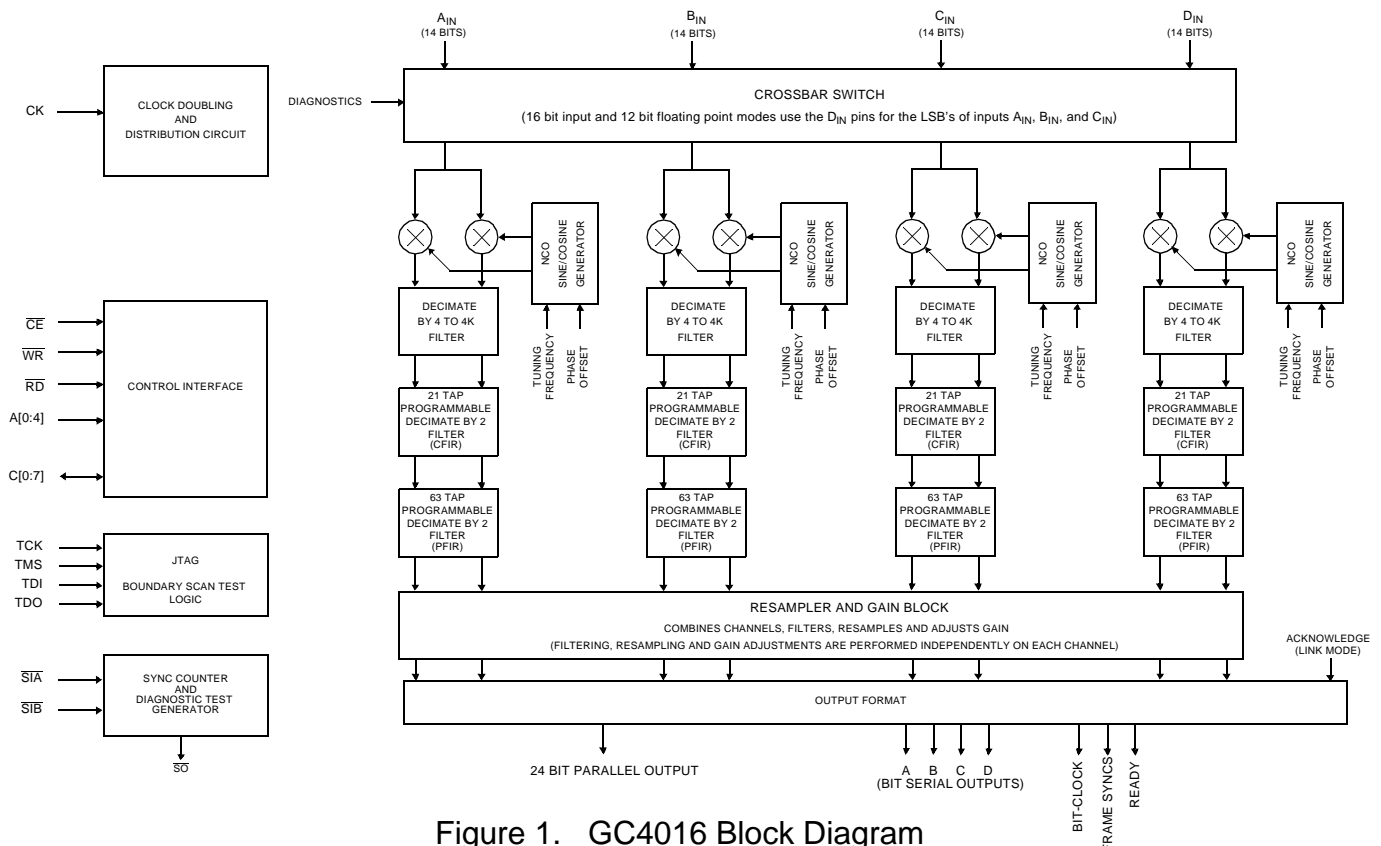 A_IN
(14 BITS)
B_IN
(14 BITS)
C_IN
(14 BITS)
D_IN
(14 BITS)
CK
CLOCK DOUBLING
AND
DISTRIBUTION CIRCUIT
DIAGNOSTICS
CROSSBAR SWITCH
(16 bit input and 12 bit floating point modes use the D_IN pins for the LSB's of inputs A_IN, B_IN, and C_IN)
NCO
SINE/COSINE
GENERATOR
NCO
SINE/COSINE
GENERATOR
NCO
SINE/COSINE
GENERATOR
NCO
SINE/COSINE
GENERATOR
DECIMATE
BY 4 TO 4K
FILTER
DECIMATE
BY 4 TO 4K
FILTER
DECIMATE
BY 4 TO 4K
FILTER
DECIMATE
BY 4 TO 4K
FILTER
TUNING
FREQUENCY
PHASE
OFFSET
TUNING
FREQUENCY
PHASE
OFFSET
TUNING
FREQUENCY
PHASE
OFFSET
TUNING
FREQUENCY
PHASE
OFFSET
CE
WR
RD
A[0:4]
C[0:7]
CONTROL INTERFACE
21 TAP
PROGRAMMABLE
DECIMATE BY 2
FILTER
(CFIR)
21 TAP
PROGRAMMABLE
DECIMATE BY 2
FILTER
(CFIR)
21 TAP
PROGRAMMABLE
DECIMATE BY 2
FILTER
(CFIR)
21 TAP
PROGRAMMABLE
DECIMATE BY 2
FILTER
(CFIR)
63 TAP
PROGRAMMABLE
DECIMATE BY 2
FILTER
(PFIR)
63 TAP
PROGRAMMABLE
DECIMATE BY 2
FILTER
(PFIR)
63 TAP
PROGRAMMABLE
DECIMATE BY 2
FILTER
(PFIR)
63 TAP
PROGRAMMABLE
DECIMATE BY 2
FILTER
(PFIR)
TCK
TMS
TDI
TDO
JTAG
BOUNDARY SCAN TEST
LOGIC
RESAMPLER AND GAIN BLOCK
COMBINES CHANNELS, FILTERS, RESAMPLES AND ADJUSTS GAIN
(FILTERING, RESAMPLING AND GAIN ADJUSTMENTS ARE PERFORMED INDEPENDENTLY ON EACH CHANNEL)
ACKNOWLEDGE
(LINK MODE)
SIA
SIB
SYNC COUNTER
AND
DIAGNOSTIC TEST
GENERATOR
SO
OUTPUT FORMAT
24 BIT PARALLEL OUTPUT
A B C D
(BIT SERIAL OUTPUTS)
BIT-CLOCK
FRAME SYNCS
READY
Figure 1. GC4016 Block Diagram